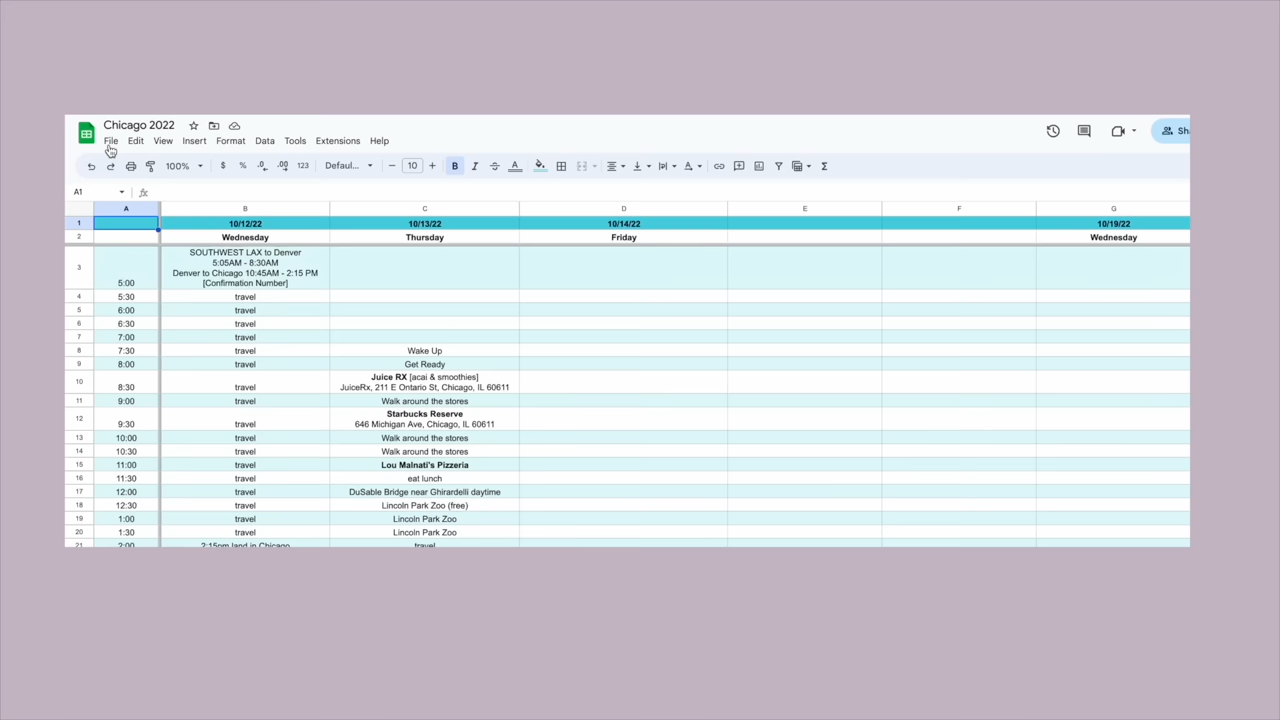 Chicago 2022
File Edit View Insert Format Data Tools Extensions Help
100% $ % .0 .00 123 Defaul... 10 B I A Σ
A1 fx
A B C D E F G
1 10/12/22 10/13/22 10/14/22 10/19/22
2 Wednesday Thursday Friday Wednesday
SOUTHWEST LAX to Denver
5:05AM - 8:30AM
Denver to Chicago 10:45AM - 2:15 PM
[Confirmation Number]
3 5:00
4 5:30 travel
5 6:00 travel
6 6:30 travel
7 7:00 travel
8 7:30 travel Wake Up
9 8:00 travel Get Ready
Juice RX [acai & smoothies]
10 8:30 travel JuiceRx, 211 E Ontario St, Chicago, IL 60611
11 9:00 travel Walk around the stores
Starbucks Reserve
12 9:30 travel 646 Michigan Ave, Chicago, IL 60611
13 10:00 travel Walk around the stores
14 10:30 travel Walk around the stores
15 11:00 travel Lou Malnati's Pizzeria
16 11:30 travel eat lunch
17 12:00 travel DuSable Bridge near Ghirardelli daytime
18 12:30 travel Lincoln Park Zoo (free)
19 1:00 travel Lincoln Park Zoo
20 1:30 travel Lincoln Park Zoo
21 2:00 2:15pm land in Chicago travel